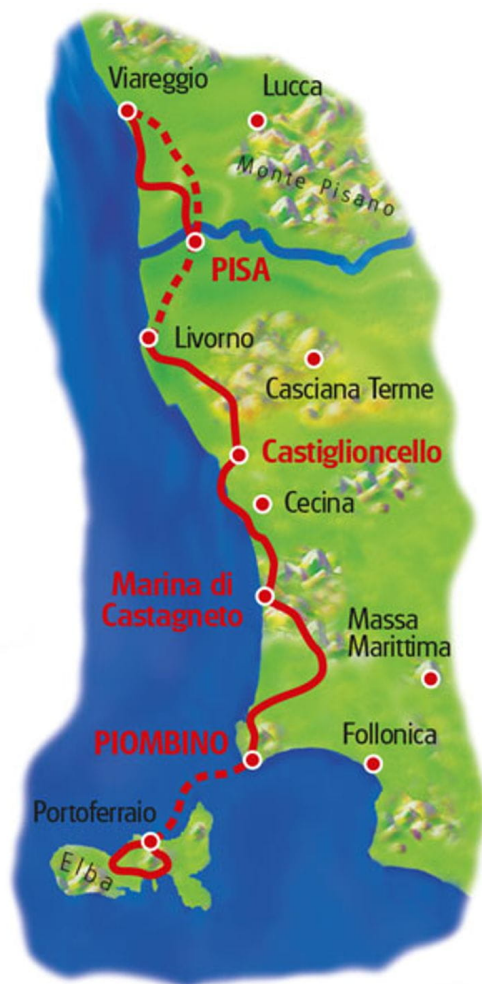 Viareggio
Lucca
Monte Pisano
PISA
Livorno
Casciana Terme
Castiglioncello
Cecina
Marina di
Castagneto
Massa
Marittima
PIOMBINO
Follonica
Portoferraio
Elba